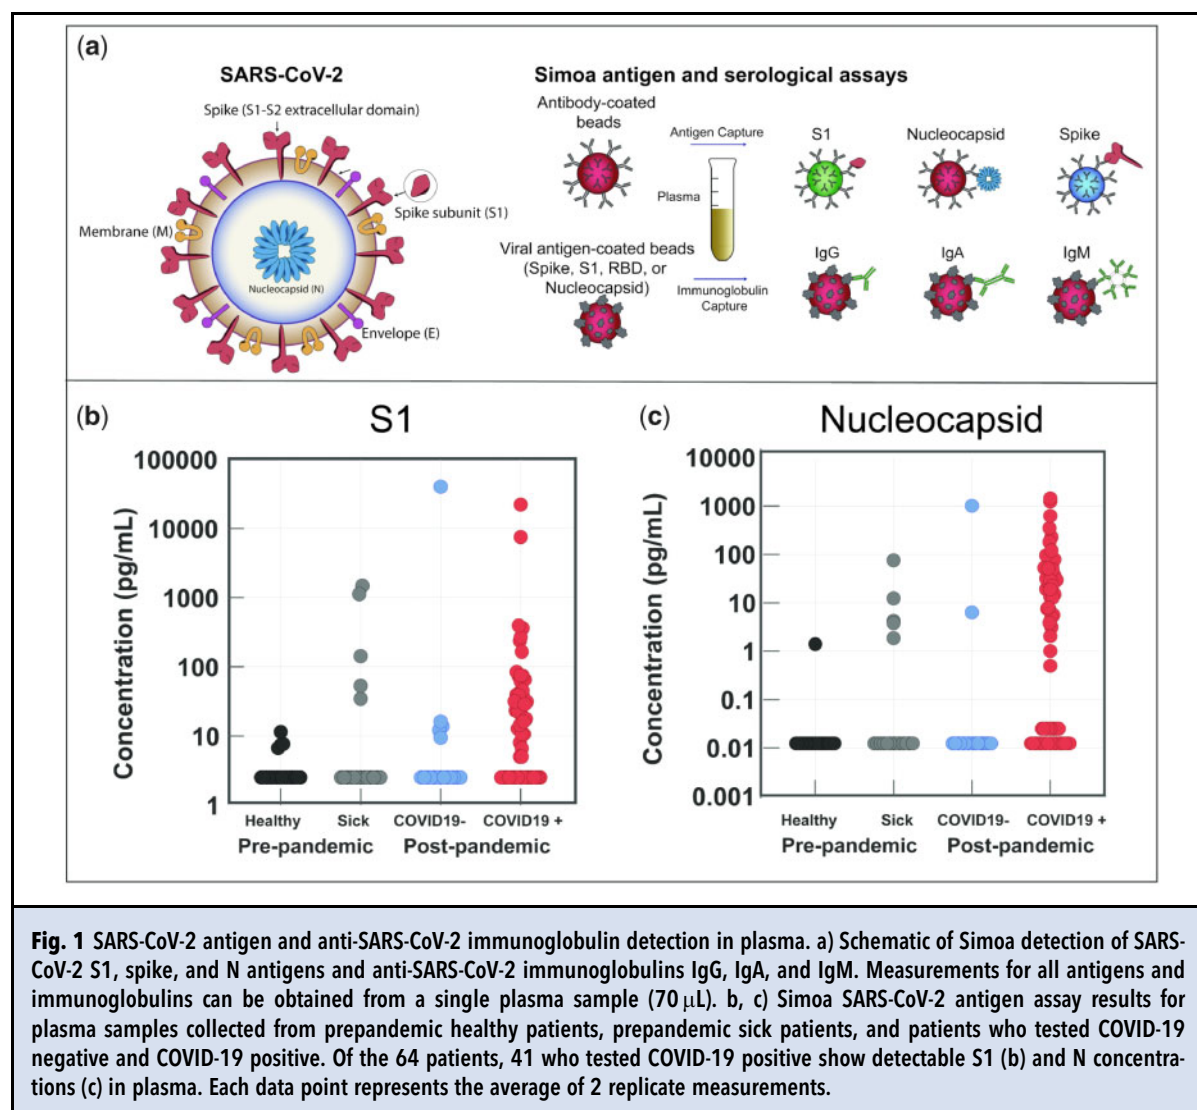 (a)
SARS-CoV-2
Spike (S1-S2 extracellular domain)
Spike subunit (S1)
Membrane (M)
Nucleocapsid (N)
Envelope (E)
Simoa antigen and serological assays
Antibody-coated
beads
Antigen Capture
Plasma
Viral antigen-coated beads
(Spike, S1, RBD, or
Nucleocapsid)
Immunoglobulin
Capture
S1
Nucleocapsid
Spike
IgG
IgA
IgM
(b)
S1
Concentration (pg/mL)
100000
10000
1000
100
10
1
Healthy
Sick
COVID19-
COVID19 +
Pre-pandemic
Post-pandemic
(c)
Nucleocapsid
Concentration (pg/mL)
10000
1000
100
10
1
0.1
0.01
0.001
Healthy
Sick
COVID19-
COVID19 +
Pre-pandemic
Post-pandemic
Fig. 1 SARS-CoV-2 antigen and anti-SARS-CoV-2 immunoglobulin detection in plasma. a) Schematic of Simoa detection of SARS-
CoV-2 S1, spike, and N antigens and anti-SARS-CoV-2 immunoglobulins IgG, IgA, and IgM. Measurements for all antigens and
immunoglobulins can be obtained from a single plasma sample (70 μL). b, c) Simoa SARS-CoV-2 antigen assay results for
plasma samples collected from prepandemic healthy patients, prepandemic sick patients, and patients who tested COVID-19
negative and COVID-19 positive. Of the 64 patients, 41 who tested COVID-19 positive show detectable S1 (b) and N concentra-
tions (c) in plasma. Each data point represents the average of 2 replicate measurements.